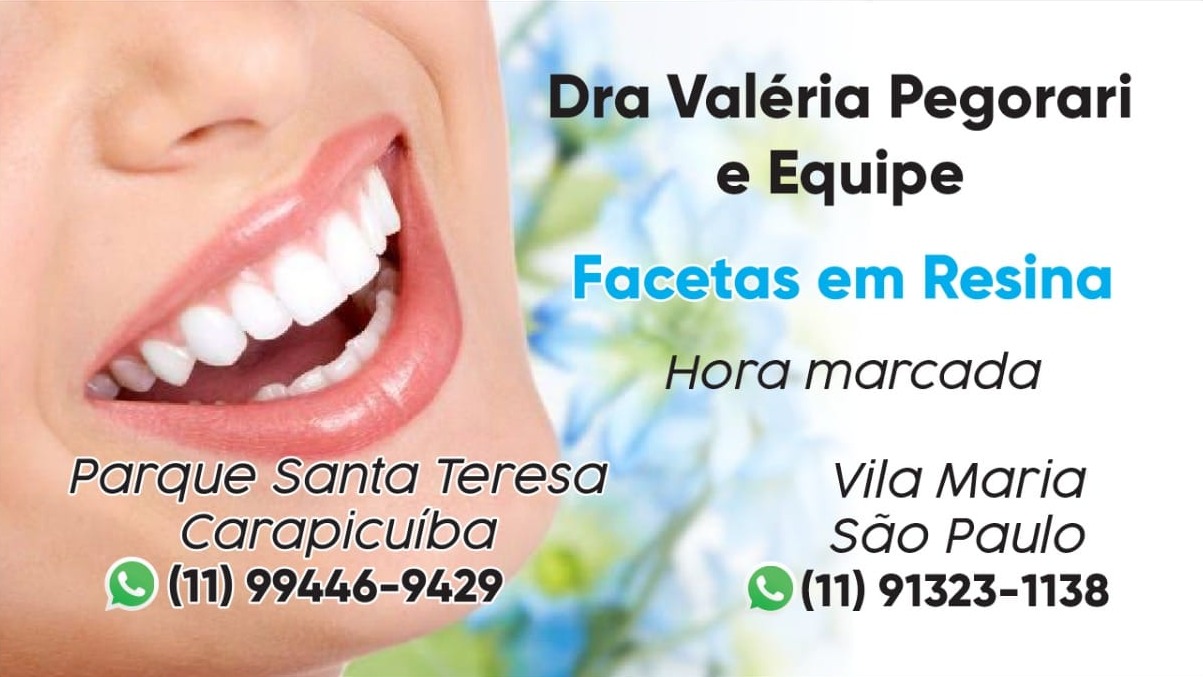 Dra Valéria Pegorari
e Equipe
Facetas em Resina
Hora marcada
Parque Santa Teresa
Carapicuíba
(11) 99446-9429
Vila Maria
São Paulo
(11) 91323-1138